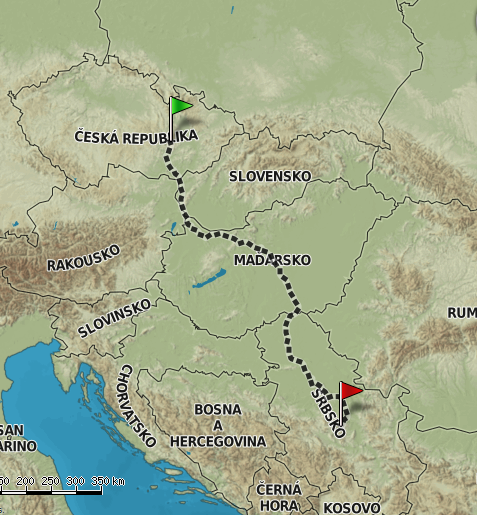 ČESKÁ REPUBLIKA
SLOVENSKO
RAKOUSKO
MAĎARSKO
SLOVINSKO
RUM
CHORVATSKO
SRBSKO
BOSNA
A
HERCEGOVINA
SAN
ARINO
50 200 250 300 350 km
ČERNÁ
HORA
KOSOVO